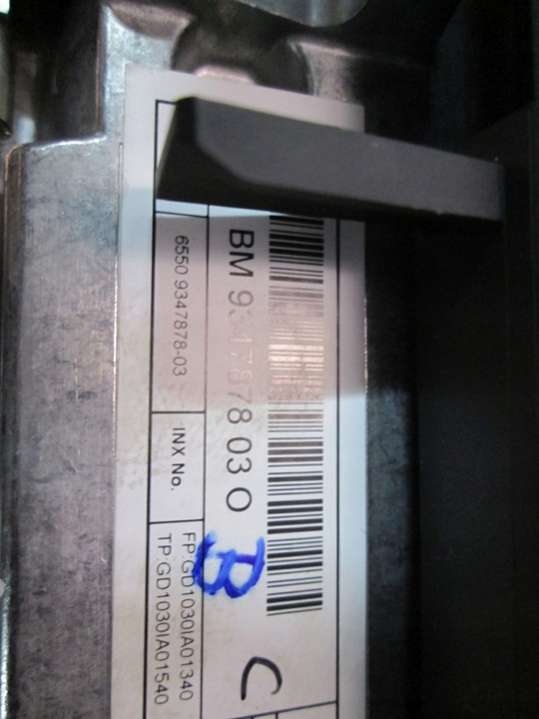 BM 9347878 03 O
B
C
6550 9347878-03
INX No.
FP:GD1030IA01340
TP:GD1030IA01540